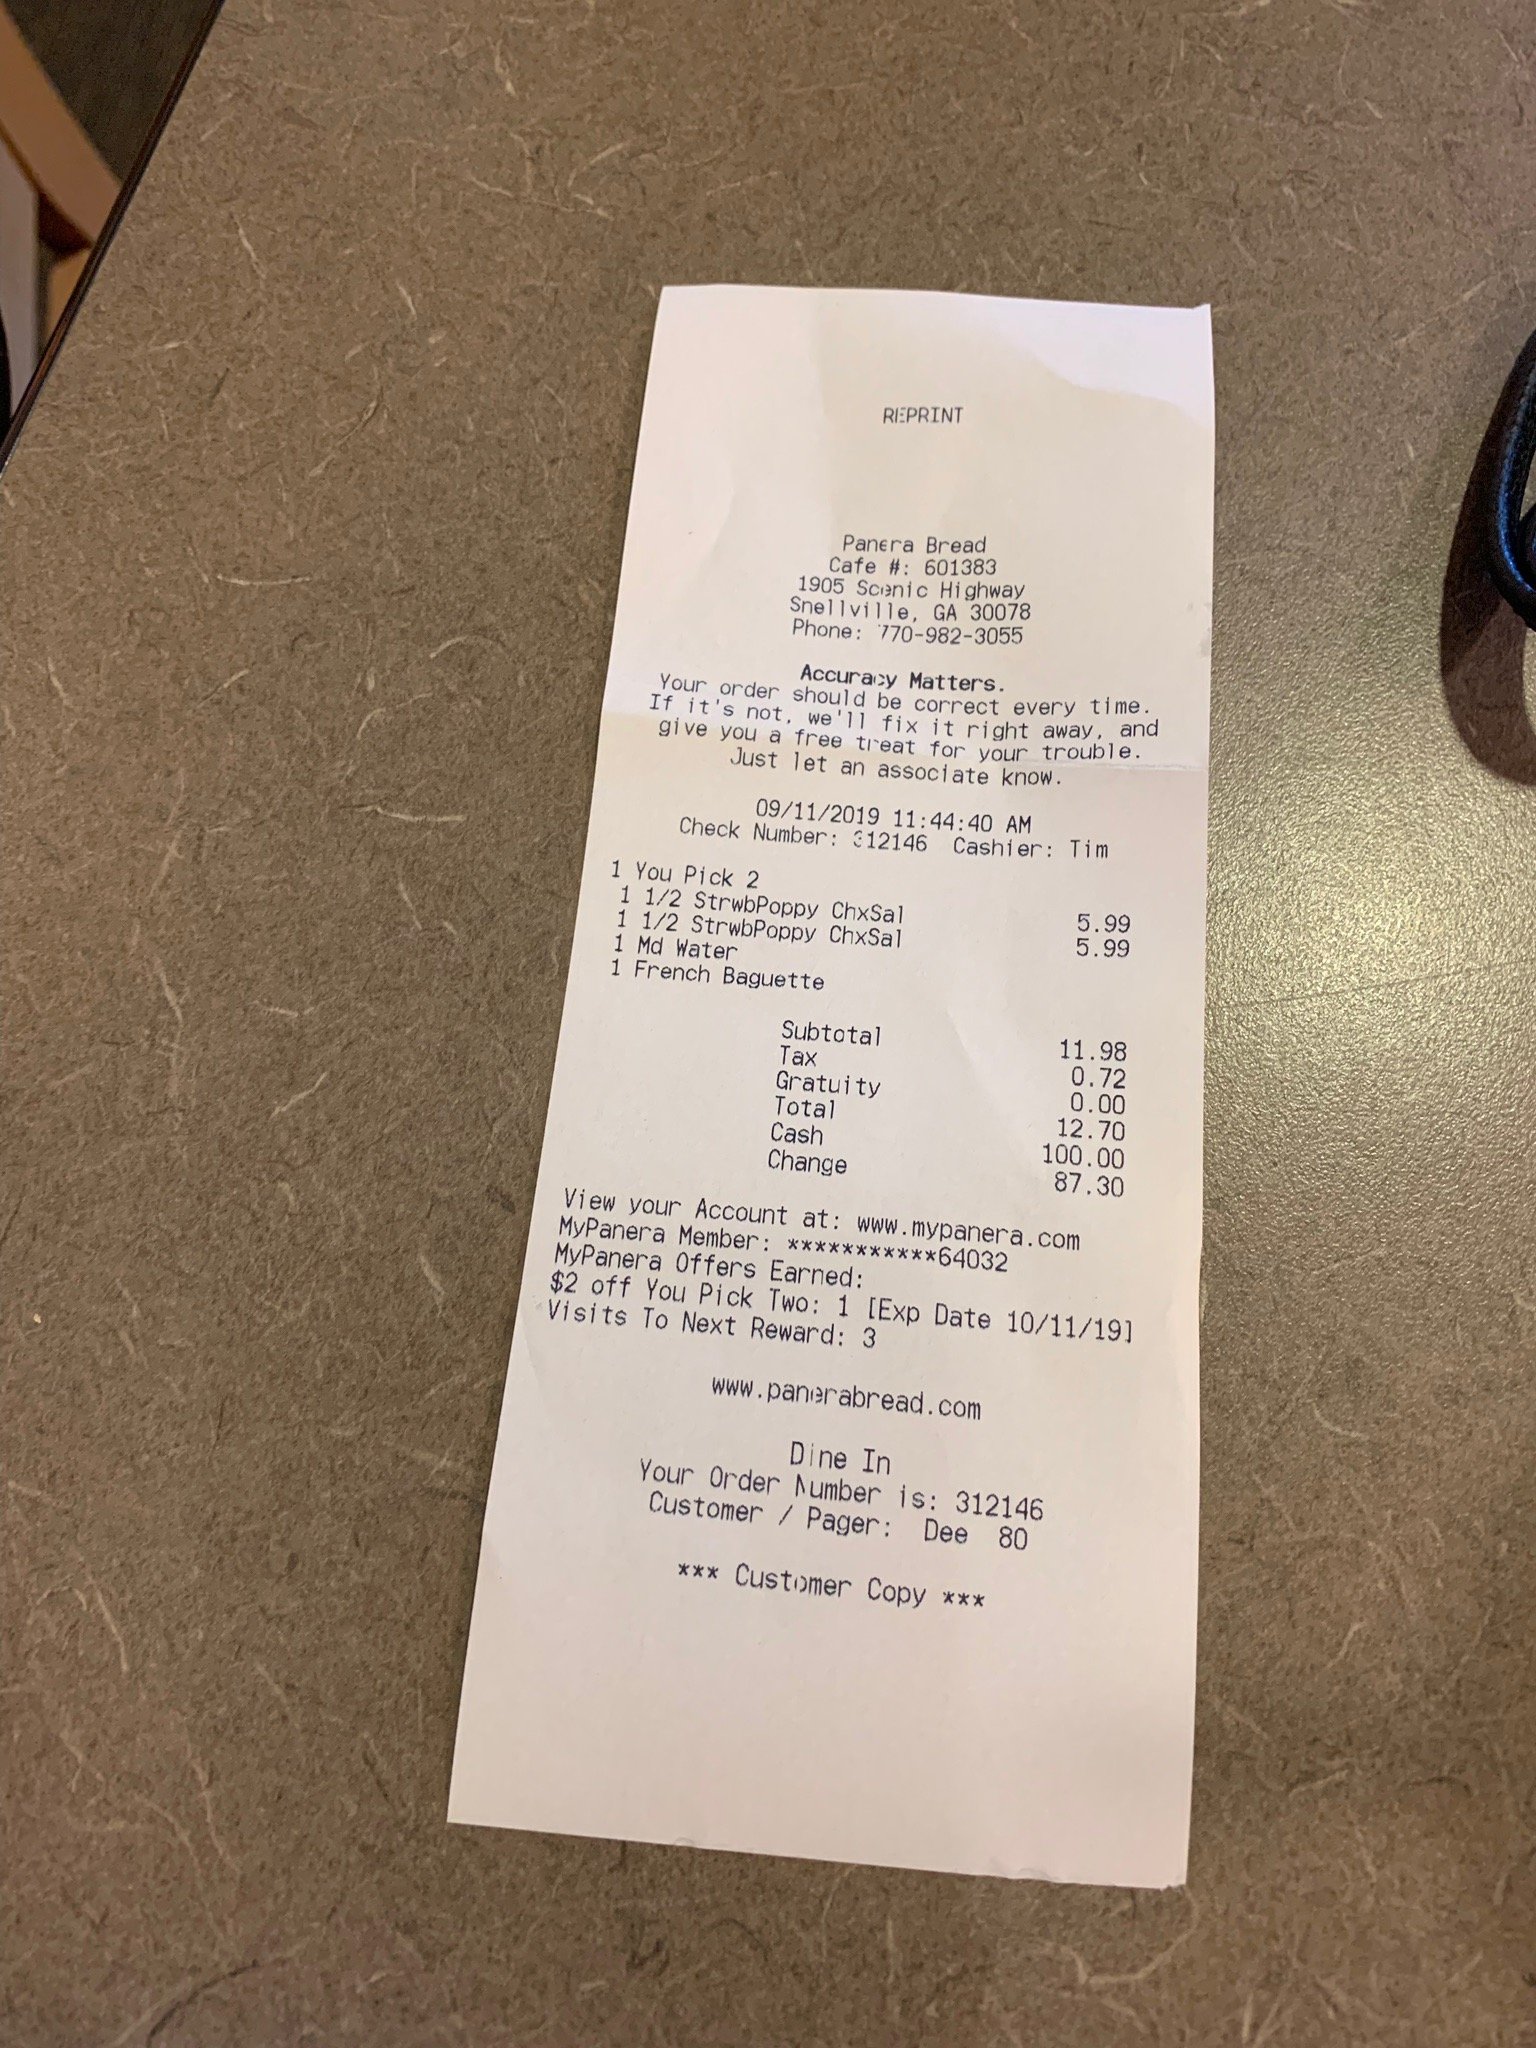 REPRINT
Panera Bread
Cafe #: 601383
1905 Scenic Highway
Snellville, GA 30078
Phone: 770-982-3055
Accuracy Matters.
Your order should be correct every time.
If it's not, we'll fix it right away, and
give you a free treat for your trouble.
Just let an associate know.
09/11/2019 11:44:40 AM
Check Number: 312146 Cashier: Tim
1 You Pick 2
1 1/2 StrwbPoppy ChxSal 5.99
1 1/2 StrwbPoppy ChxSal 5.99
1 Md Water
1 French Baguette
Subtotal 11.98
Tax 0.72
Gratuity 0.00
Total 12.70
Cash 100.00
Change 87.30
View your Account at: www.mypanera.com
MyPanera Member: ***********64032
MyPanera Offers Earned:
$2 off You Pick Two: 1 [Exp Date 10/11/19]
Visits To Next Reward: 3
www.panerabread.com
Dine In
Your Order Number is: 312146
Customer / Pager: Dee 80
*** Customer Copy ***